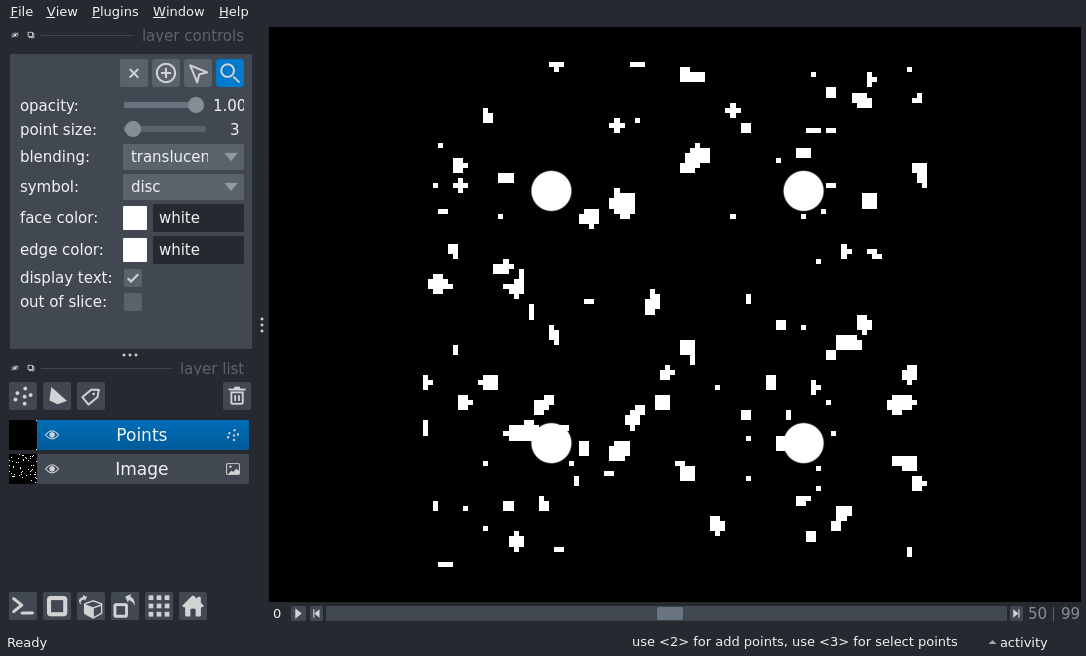 File View Plugins Window Help
layer controls
opacity: 1.00
point size: 3
blending: translucen
symbol: disc
face color: white
edge color: white
display text:
out of slice:
layer list
Points
Image
0 50 | 99
Ready use <2> for add points, use <3> for select points activity